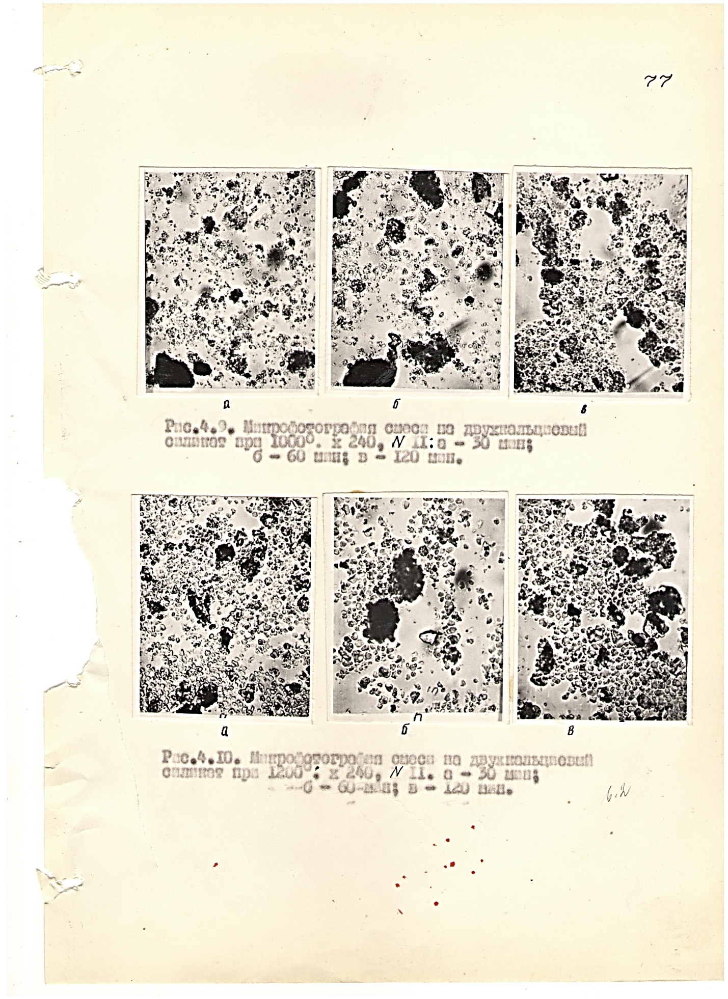 77
а б в
Рис.4.9. Микрофотография смеси на двухкальциевый
силикат при 1000°. х 240, N II: а - 30 мин;
б - 60 мин; в - 120 мин.
п п
а б в
Рис.4.10. Микрофотография смеси на двухкальциевый
силикат при 1200°: х 240, N II. а - 30 мин;
б - 60 мин; в - 120 мин.
6.2